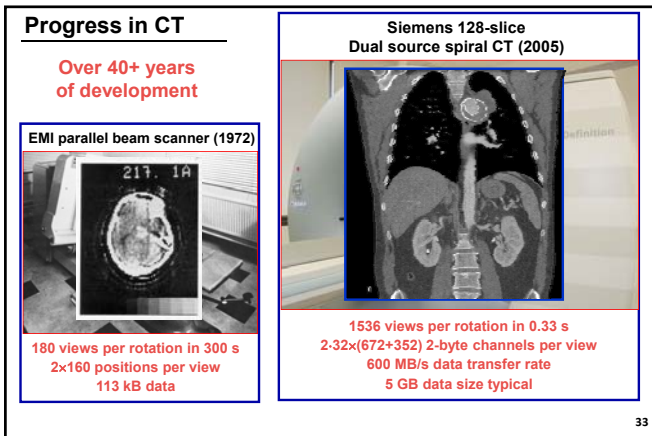 Progress in CT
Over 40+ years
of development
EMI parallel beam scanner (1972)
217. 1A
180 views per rotation in 300 s
2×160 positions per view
113 kB data
Siemens 128-slice
Dual source spiral CT (2005)
Definition
1536 views per rotation in 0.33 s
2·32×(672+352) 2-byte channels per view
600 MB/s data transfer rate
5 GB data size typical
33